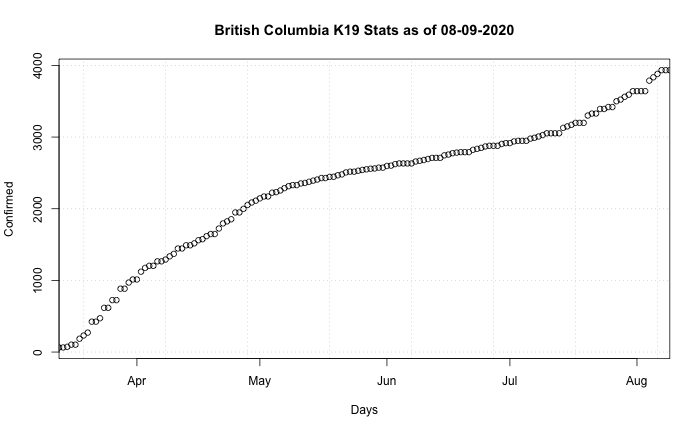 British Columbia K19 Stats as of 08-09-2020
Confirmed
4000
3000
2000
1000
0
Apr May Jun Jul Aug
Days